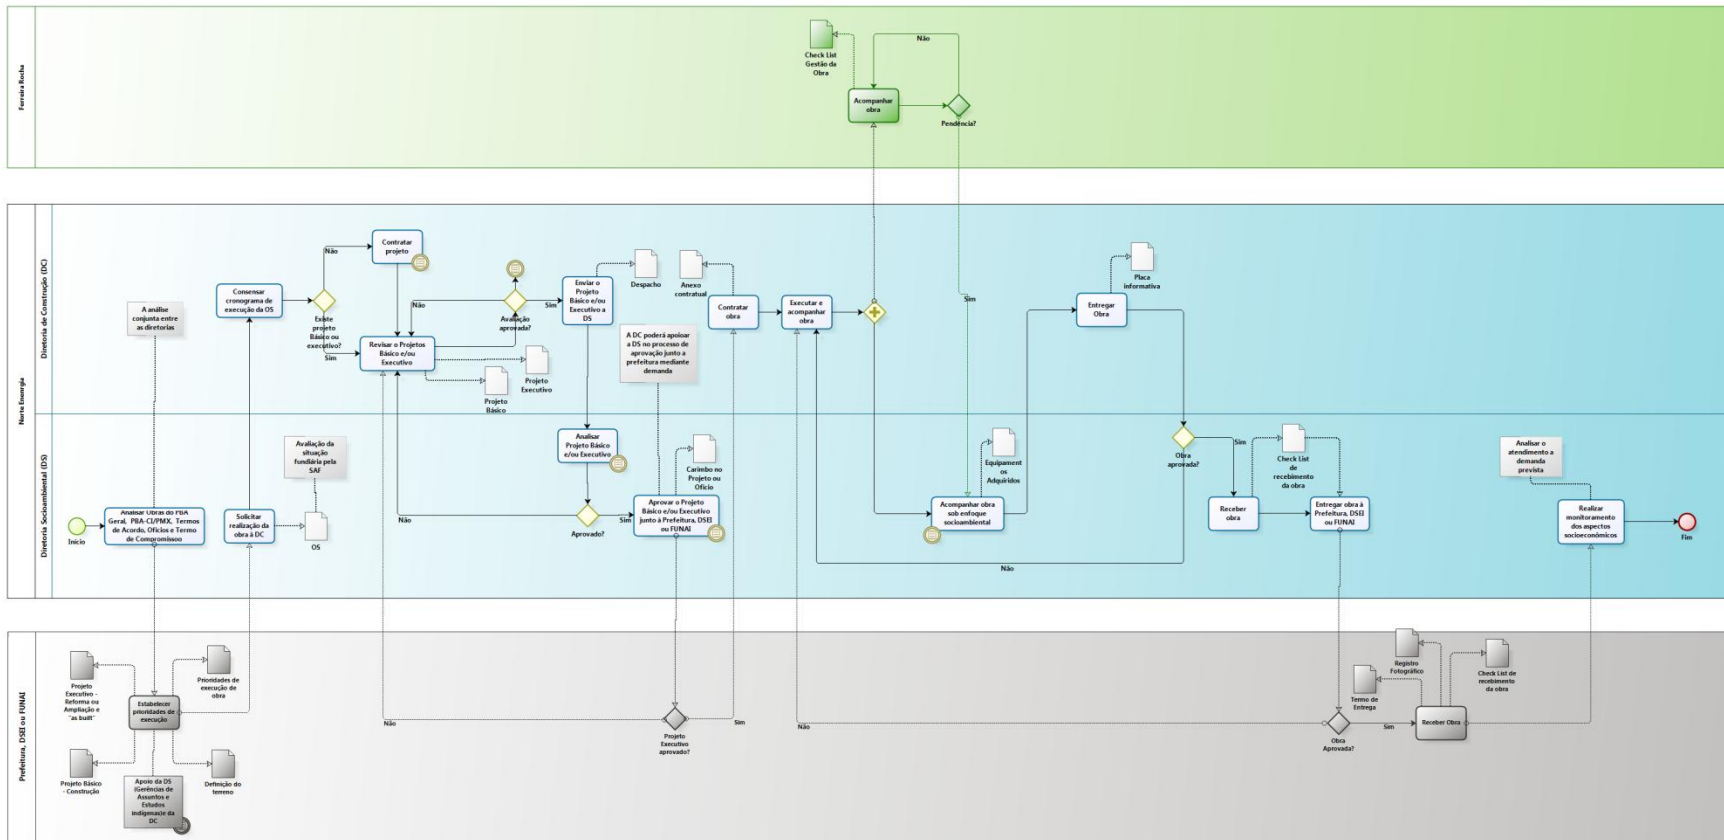 Ferreira Rocha
Check List
Gestão da
Obra
Não
Acompanhar
obra
Pendência?
Norte Enenrgia
Diretoria de Construção (DC)
A análise
conjunta entre
as diretorias
Consensar
cronograma de
execução da OS
Não
Existe
projeto
Básico ou
executivo?
Sim
Contratar
projeto
Revisar o Projetos
Básico e/ou
Executivo
Não
Avaliação
aprovada?
Sim
Projeto
Executivo
Projeto
Básico
Enviar o
Projeto
Básico e/ou
Executivo a
DS
Despacho
A DC poderá apoioar
a DS no processo de
aprovação junto a
prefeitura mediante
demanda
Anexo
contratual
Contratar
obra
Executar e
acompanhar
obra
Sim
Entregar
Obra
Placa
informativa
Diretoria Socioambiental (DS)
Início
Analisar Obras do PBA
Geral, PBA-CI/PMX, Termos
de Acordo, Ofícios e Termo
de Compromissoo
Solicitar
realização da
obra à DC
Avaliação da
situação
fundiária pela
SAF
OS
Não
Analisar
Projeto Básico
e/ou Executivo
Aprovado?
Sim
Carimbo no
Projeto ou
Ofício
Aprovar o Projeto
Básico e/ou Executivo
junto à Prefeitura, DSEI
ou FUNAI
Equipament
os
Adquiridos
Acompanhar obra
sob enfoque
socioambiental
Não
Obra
aprovada?
Sim
Receber
obra
Check List
de
recebimento
da obra
Entregar obra à
Prefeitura, DSEI
ou FUNAI
Analisar o
atendimento a
demanda
prevista
Realizar
monitoramento
dos aspectos
socioeconômicos
Fim
Prefeitura, DSEI ou FUNAI
Projeto
Executivo -
Reforma ou
Ampliação e
"as built"
Prioridades de
execução de
obra
Estabelecer
prioridades de
execução
Projeto Básico
- Construção
Definição do
terreno
Apoio da DS
(Gerências de
Assuntos e
Estudos
indígenas)e da
DC
Não
Projeto
Executivo
aprovado?
Sim
Não
Obra
Aprovada?
Sim
Termo de
Entrega
Registro
Fotográfico
Check List de
recebimento
da obra
Receber Obra